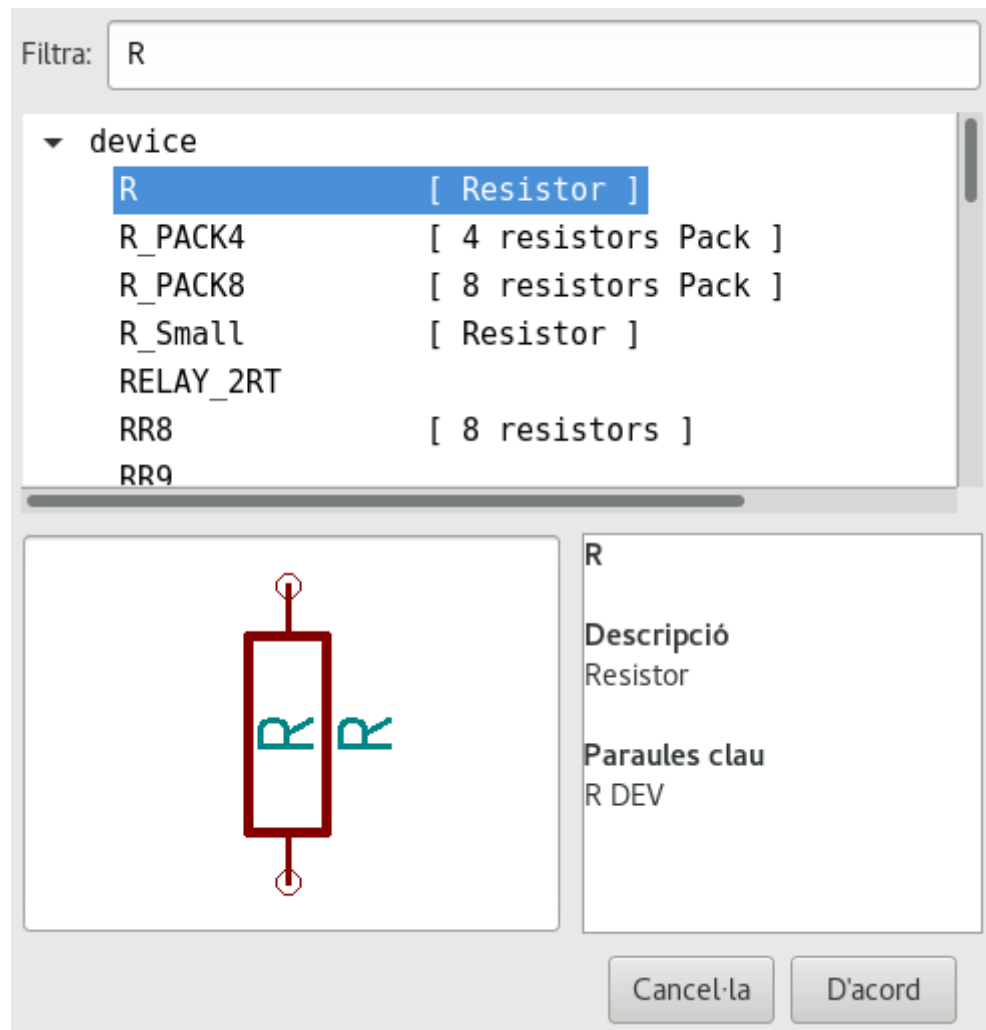 Filtra: R
device
R [ Resistor ]
R_PACK4 [ 4 resistors Pack ]
R_PACK8 [ 8 resistors Pack ]
R_Small [ Resistor ]
RELAY_2RT
RR8 [ 8 resistors ]
RR9
R R
R
Descripció
Resistor
Paraules clau
R DEV
Cancel·la D'acord